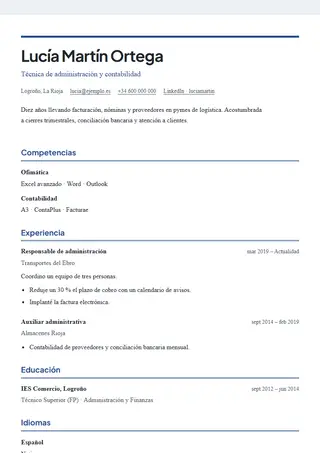 Lucía Martín Ortega
Técnica de administración y contabilidad
Logroño, La Rioja lucia@ejemplo.es +34 600 000 000 LinkedIn · luciamartin
Diez años llevando facturación, nóminas y proveedores en pymes de logística. Acostumbrada
a cierres trimestrales, conciliación bancaria y atención a clientes.
Competencias
Ofimática
Excel avanzado · Word · Outlook
Contabilidad
A3 · ContaPlus · Facturae
Experiencia
Responsable de administración mar 2019 – Actualidad
Transportes del Ebro
Coordino un equipo de tres personas.
• Reduje un 30 % el plazo de cobro con un calendario de avisos.
• Implanté la factura electrónica.
Auxiliar administrativa sept 2014 – feb 2019
Almacenes Rioja
• Contabilidad de proveedores y conciliación bancaria mensual.
Educación
IES Comercio, Logroño sept 2012 – jun 2014
Técnico Superior (FP) · Administración y Finanzas
Idiomas
Español